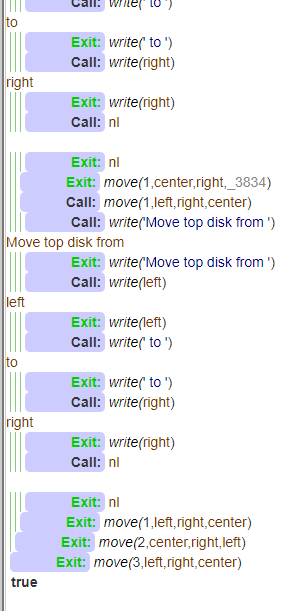 Call: write(' to ')
to
Exit: write(' to ')
Call: write(right)
right
Exit: write(right)
Call: nl
Exit: nl
Exit: move(1,center,right,_3834)
Call: move(1,left,right,center)
Call: write('Move top disk from ')
Move top disk from
Exit: write('Move top disk from ')
Call: write(left)
left
Exit: write(left)
Call: write(' to ')
to
Exit: write(' to ')
Call: write(right)
right
Exit: write(right)
Call: nl
Exit: nl
Exit: move(1,left,right,center)
Exit: move(2,center,right,left)
Exit: move(3,left,right,center)
true